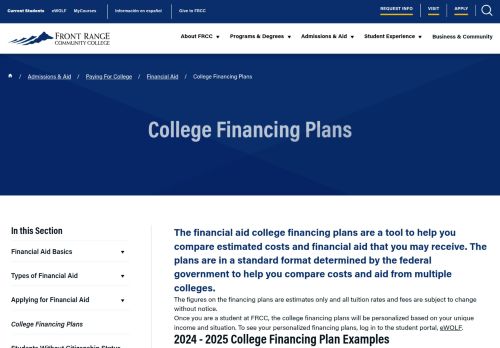 Current Students eWOLF MyCourses Información en español Give to FRCC REQUEST INFO VISIT APPLY
FRONT RANGE
COMMUNITY COLLEGE
About FRCC Programs & Degrees Admissions & Aid Student Experience Business & Community
/ Admissions & Aid / Paying For College / Financial Aid / College Financing Plans
College Financing Plans
In this Section
Financial Aid Basics
Types of Financial Aid
Applying for Financial Aid
College Financing Plans
Students Without Citizenship Status
The financial aid college financing plans are a tool to help you
compare estimated costs and financial aid that you may receive. The
plans are in a standard format determined by the federal
government to help you compare costs and aid from multiple
colleges.
The figures on the financing plans are estimates only and all tuition rates and fees are subject to change
without notice.
Once you are a student at FRCC, the college financing plans will be personalized based on your unique
income and situation. To see your personalized financing plans, log in to the student portal, eWOLF.
2024 - 2025 College Financing Plan Examples